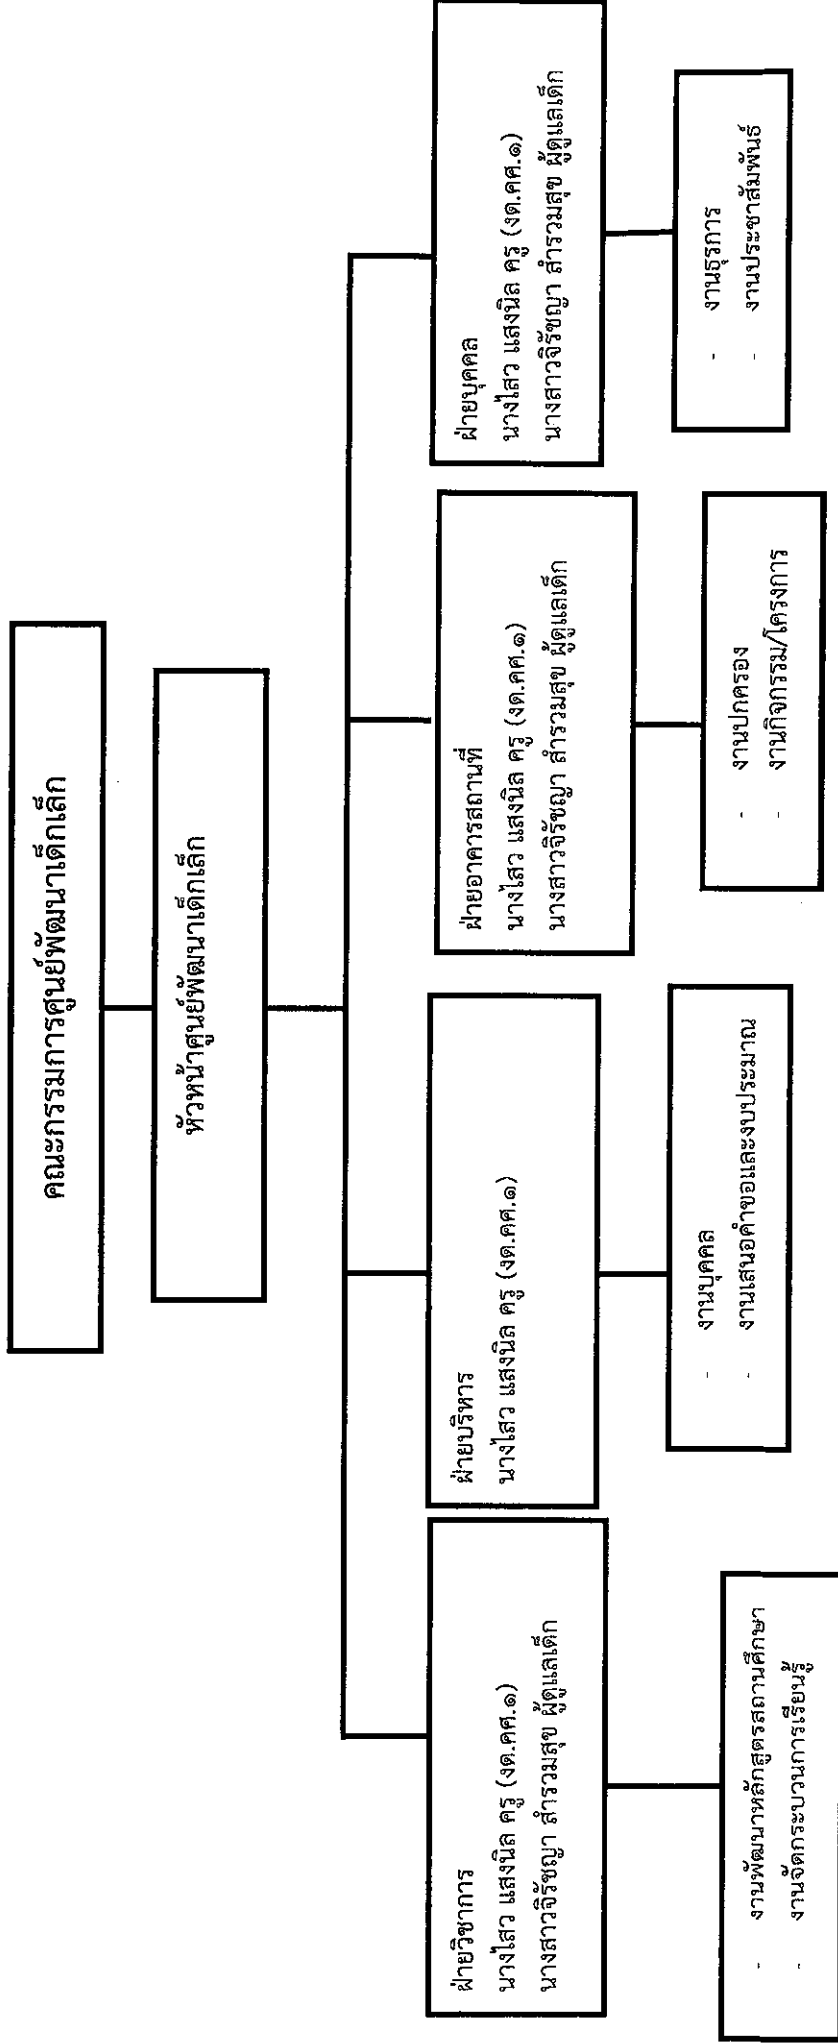 คณะกรรมการศูนย์พัฒนาเด็กเล็ก
หัวหน้าศูนย์พัฒนาเด็กเล็ก
ฝ่ายวิชาการ
นางไสว แสงนิล ครู (งด.คศ.๑)
นางสาวจิรัชญา สำรวมสุข ผู้ดูแลเด็ก
- งานพัฒนาหลักสูตรสถานศึกษา
- งานจัดกระบวนการเรียนรู้
ฝ่ายบริหาร
นางไสว แสงนิล ครู (งด.คศ.๑)
- งานบุคคล
- งานเสนอคำขอและงบประมาณ
ฝ่ายอาคารสถานที่
นางไสว แสงนิล ครู (งด.คศ.๑)
นางสาวจิรัชญา สำรวมสุข ผู้ดูแลเด็ก
- งานปกครอง
- งานกิจกรรม/โครงการ
ฝ่ายบุคคล
นางไสว แสงนิล ครู (งด.คศ.๑)
นางสาวจิรัชญา สำรวมสุข ผู้ดูแลเด็ก
- งานธุรการ
- งานประชาสัมพันธ์